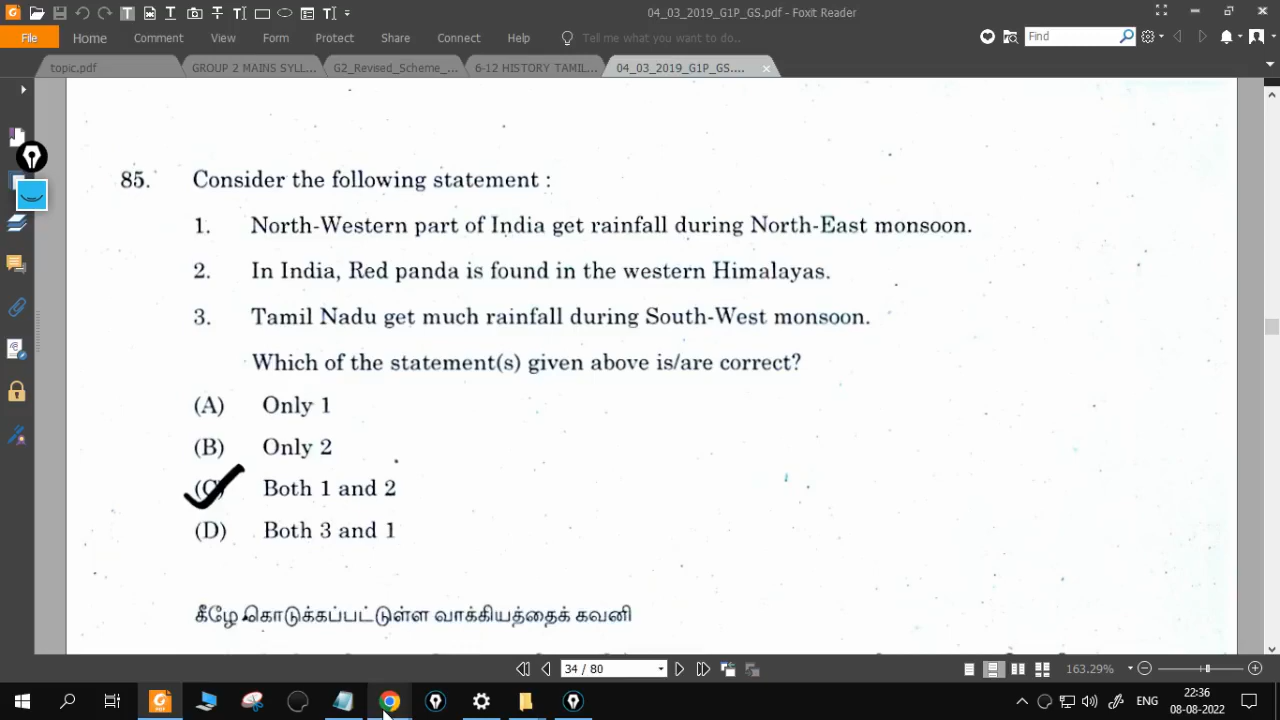 04_03_2019_G1P_GS.pdf - Foxit Reader
File Home Comment View Form Protect Share Connect Help Tell me what you want to do.. Find
topic.pdf GROUP 2 MAINS SYLL... G2_Revised_Scheme_... 6-12 HISTORY TAMIL... 04_03_2019_G1P_GS....
85. Consider the following statement :
1. North-Western part of India get rainfall during North-East monsoon.
2. In India, Red panda is found in the western Himalayas.
3. Tamil Nadu get much rainfall during South-West monsoon.
Which of the statement(s) given above is/are correct?
(A) Only 1
(B) Only 2
(C) Both 1 and 2
(D) Both 3 and 1
கீழே கொடுக்கப்பட்டுள்ள வாக்கியத்தைக் கவனி
34 / 80 163.29%
ENG 22:36
08-08-2022